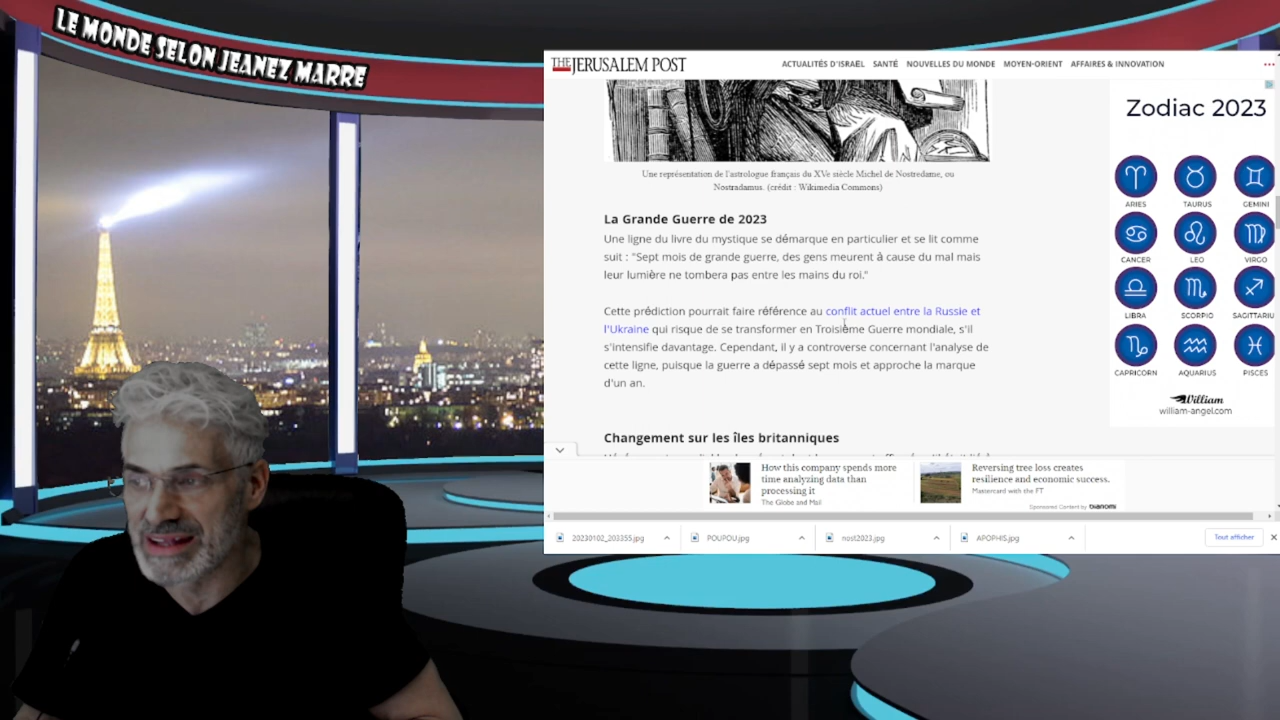 LE MONDE SELON JEANEZ MARRE
THE JERUSALEM POST
ACTUALITÉS D'ISRAEL SANTÉ NOUVELLES DU MONDE MOYEN-ORIENT AFFAIRES & INNOVATION
Une représentation de l'astrologue français du XVe siècle Michel de Nostredame, ou
Nostradamus. (crédit : Wikimedia Commons)
La Grande Guerre de 2023
Une ligne du livre du mystique se démarque en particulier et se lit comme
suit : "Sept mois de grande guerre, des gens meurent à cause du mal mais
leur lumière ne tombera pas entre les mains du roi."
Cette prédiction pourrait faire référence au conflit actuel entre la Russie et
l'Ukraine qui risque de se transformer en Troisième Guerre mondiale, s'il
s'intensifie davantage. Cependant, il y a controverse concernant l'analyse de
cette ligne, puisque la guerre a dépassé sept mois et approche la marque
d'un an.
Changement sur les îles britanniques
Zodiac 2023
ARIES TAURUS GEMINI
CANCER LEO VIRGO
LIBRA SCORPIO SAGITTARIU
CAPRICORN AQUARIUS PISCES
William
william-angel.com
How this company spends more
time analyzing data than
processing it
The Globe and Mail
Reversing tree loss creates
resilience and economic success.
Mastercard with the FT
Sponsored Content by Dianomi
20230102_203355.jpg POUPOU.jpg nost2023.jpg APOPHIS.jpg Tout afficher